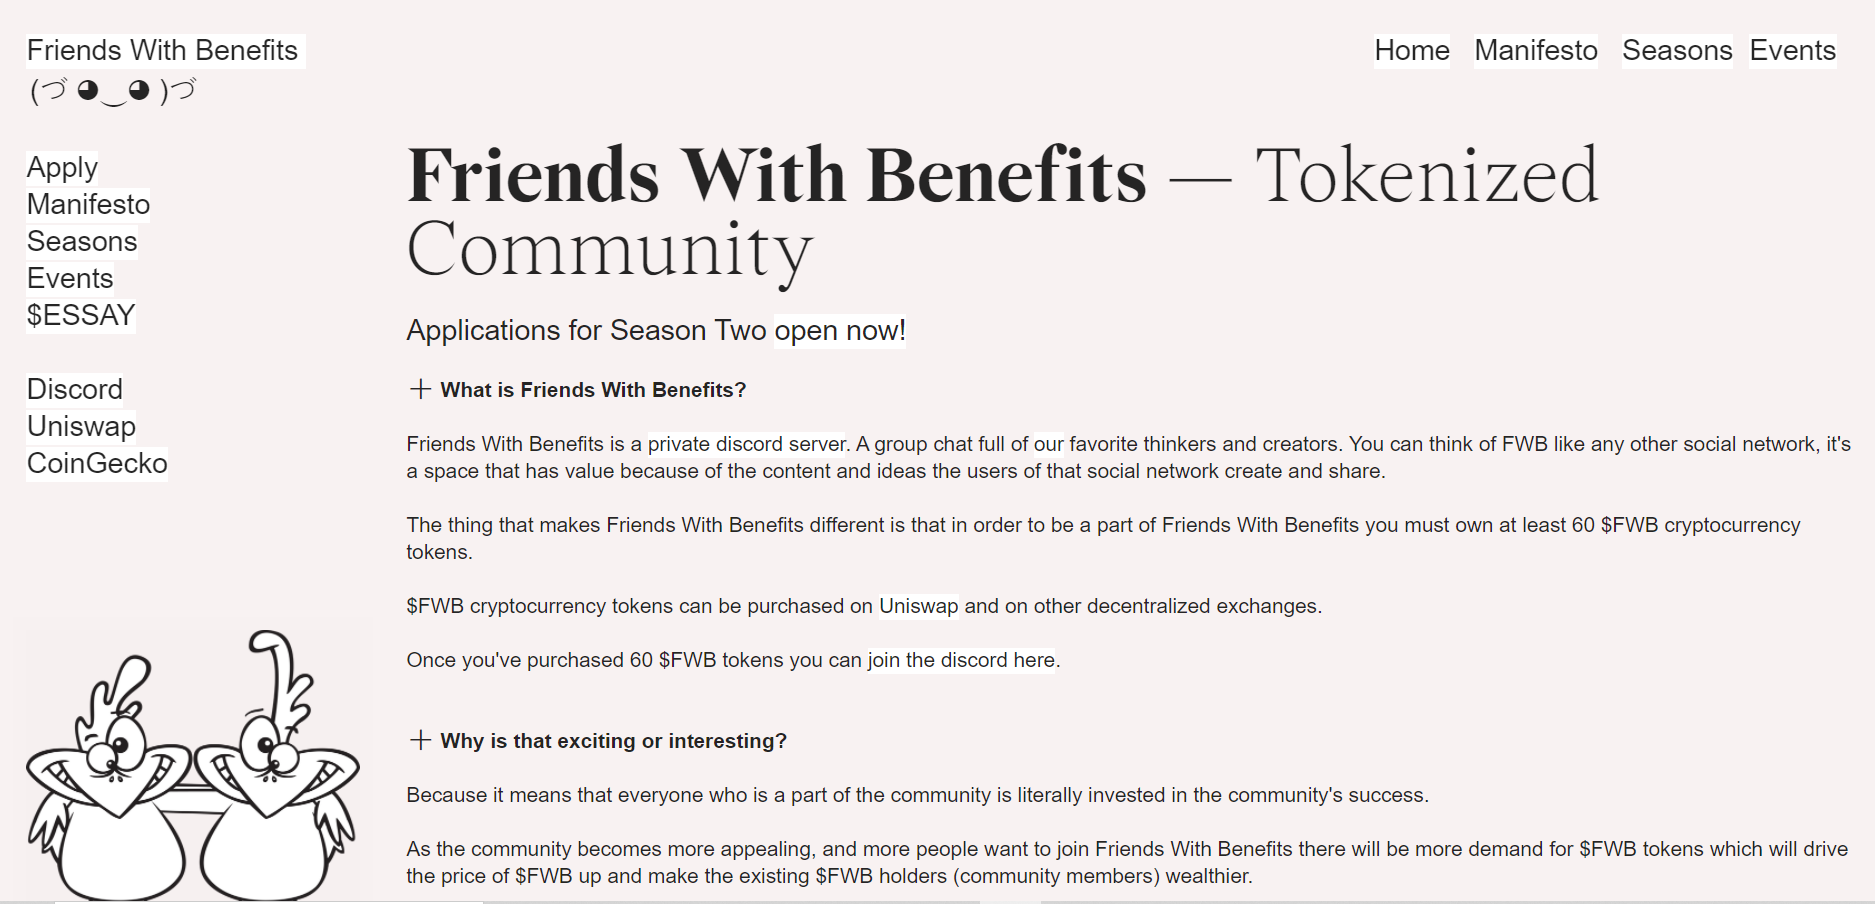 Friends With Benefits
(づ ◕‿◕ )づ
Home Manifesto Seasons Events
Apply
Manifesto
Seasons
Events
$ESSAY
Discord
Uniswap
CoinGecko
Friends With Benefits — Tokenized
Community
Applications for Season Two open now!
+ What is Friends With Benefits?
Friends With Benefits is a private discord server. A group chat full of our favorite thinkers and creators. You can think of FWB like any other social network, it's
a space that has value because of the content and ideas the users of that social network create and share.
The thing that makes Friends With Benefits different is that in order to be a part of Friends With Benefits you must own at least 60 $FWB cryptocurrency
tokens.
$FWB cryptocurrency tokens can be purchased on Uniswap and on other decentralized exchanges.
Once you've purchased 60 $FWB tokens you can join the discord here.
+ Why is that exciting or interesting?
Because it means that everyone who is a part of the community is literally invested in the community's success.
As the community becomes more appealing, and more people want to join Friends With Benefits there will be more demand for $FWB tokens which will drive
the price of $FWB up and make the existing $FWB holders (community members) wealthier.